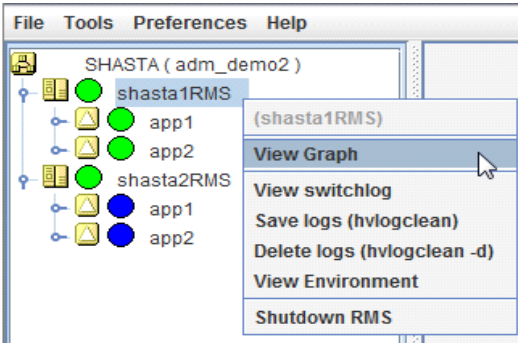 File Tools Preferences Help
SHASTA ( adm_demo2 )
shasta1RMS
app1
app2
shasta2RMS
app1
app2
(shasta1RMS)
View Graph
View switchlog
Save logs (hvlogclean)
Delete logs (hvlogclean -d)
View Environment
Shutdown RMS